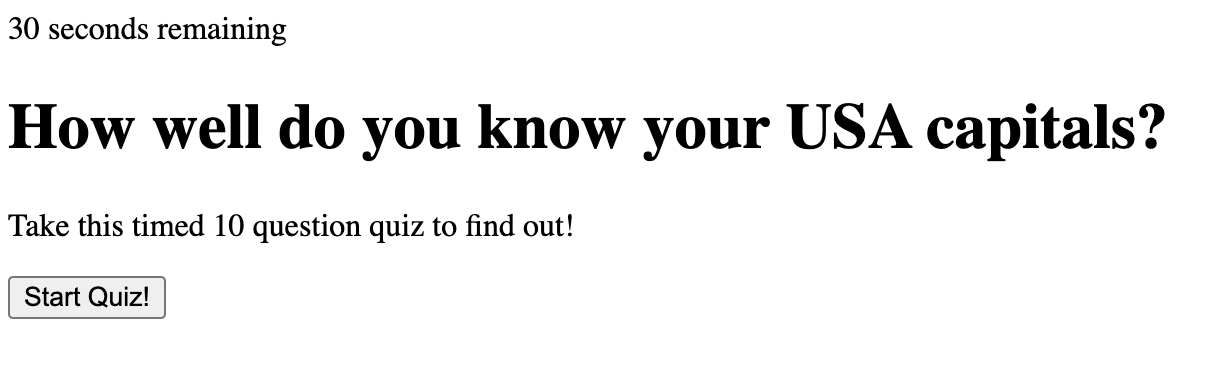 30 seconds remaining
How well do you know your USA capitals?
Take this timed 10 question quiz to find out!
Start Quiz!